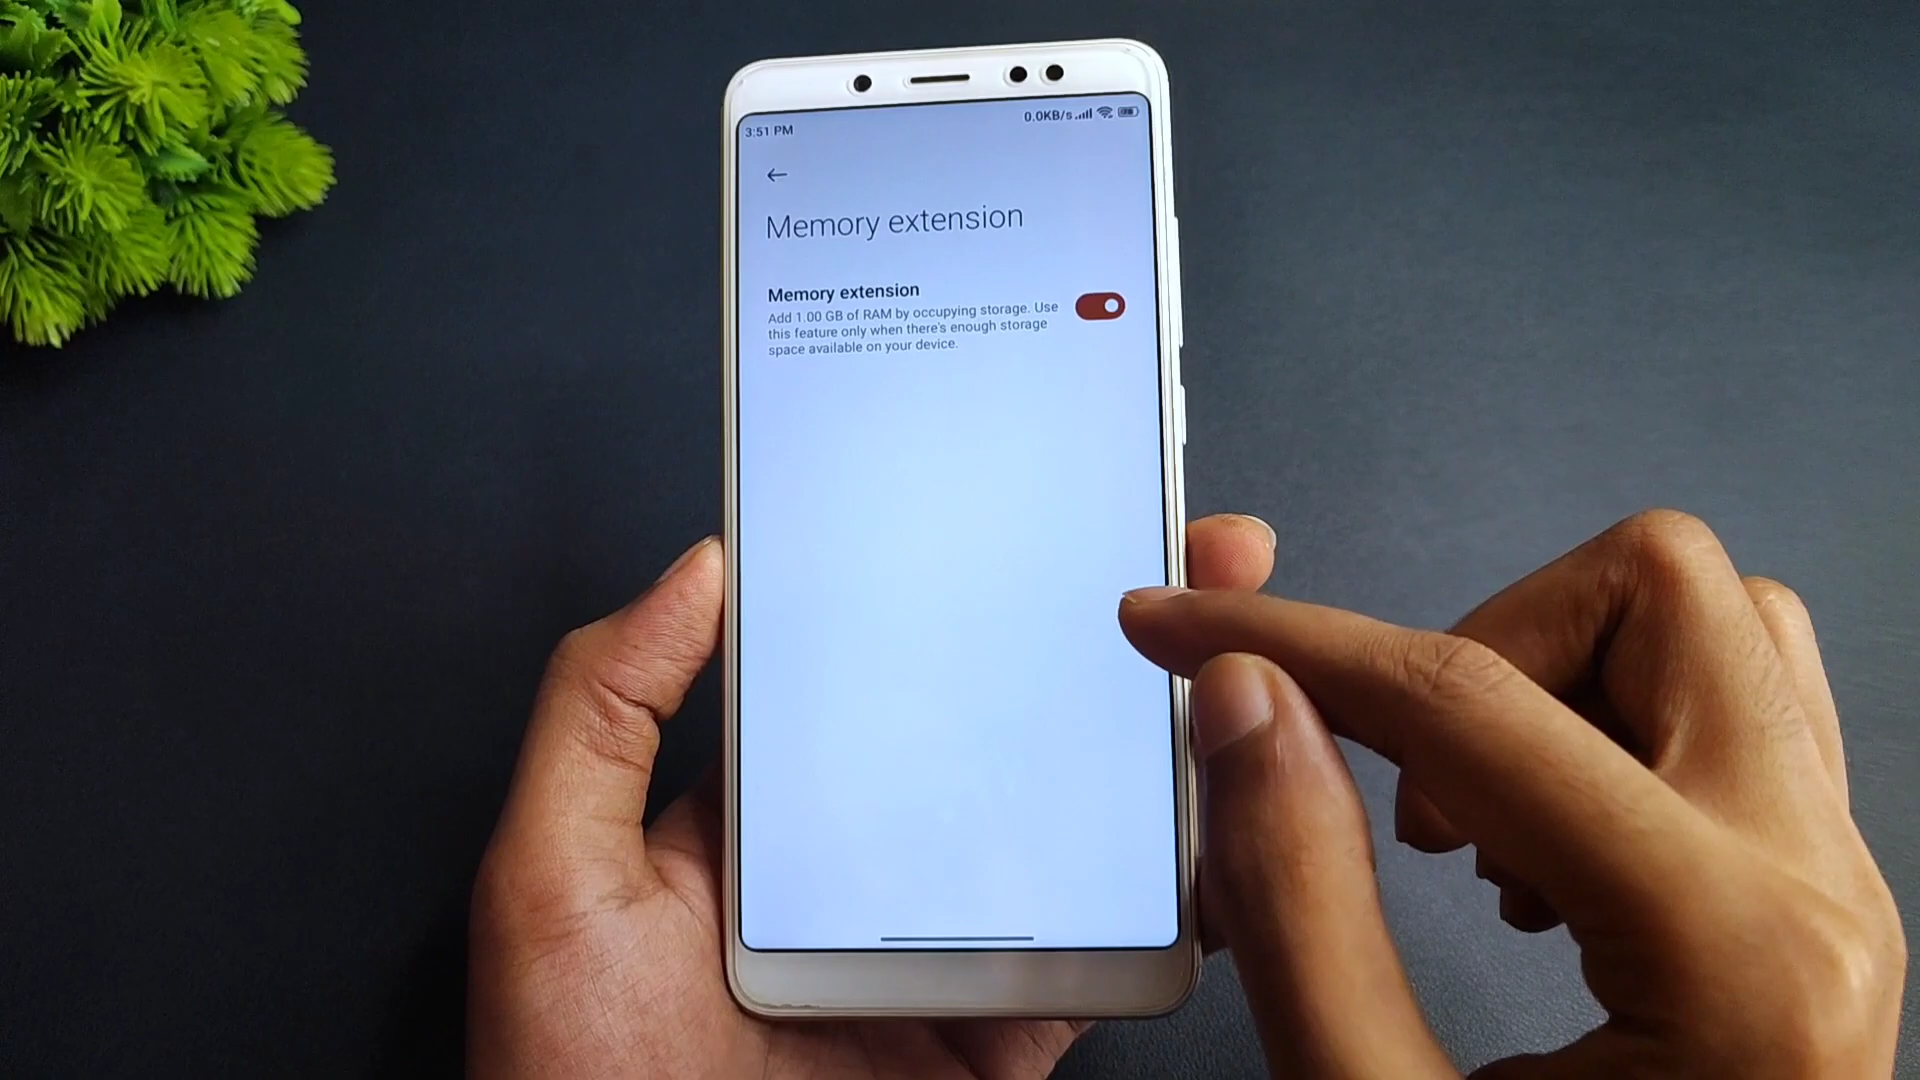 3:51 PM
0.0KB/s
Memory extension
Memory extension
Add 1.00 GB of RAM by occupying storage. Use
this feature only when there's enough storage
space available on your device.